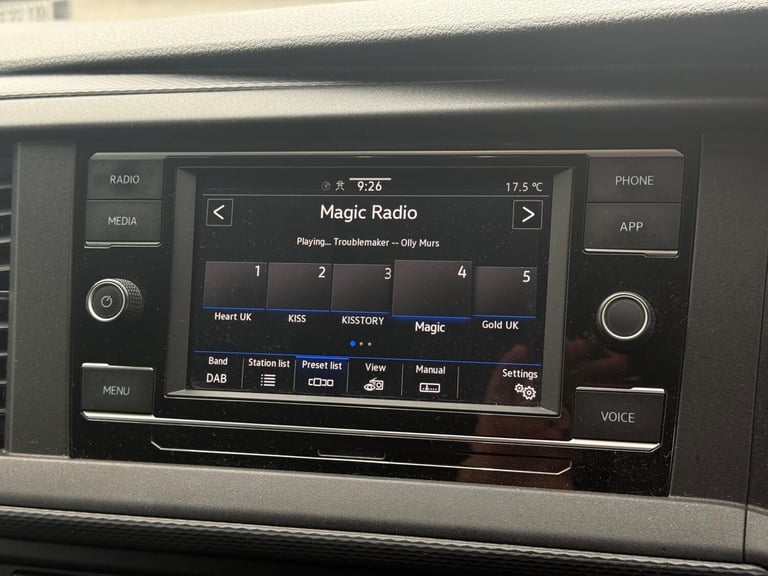 RADIO
MEDIA
MENU
9:26
17.5 °C
<
Magic Radio
>
Playing... Troublemaker -- Olly Murs
1
2
3
4
5
Heart UK
KISS
KISSTORY
Magic
Gold UK
Band
DAB
Station list
Preset list
View
Manual
Settings
PHONE
APP
VOICE